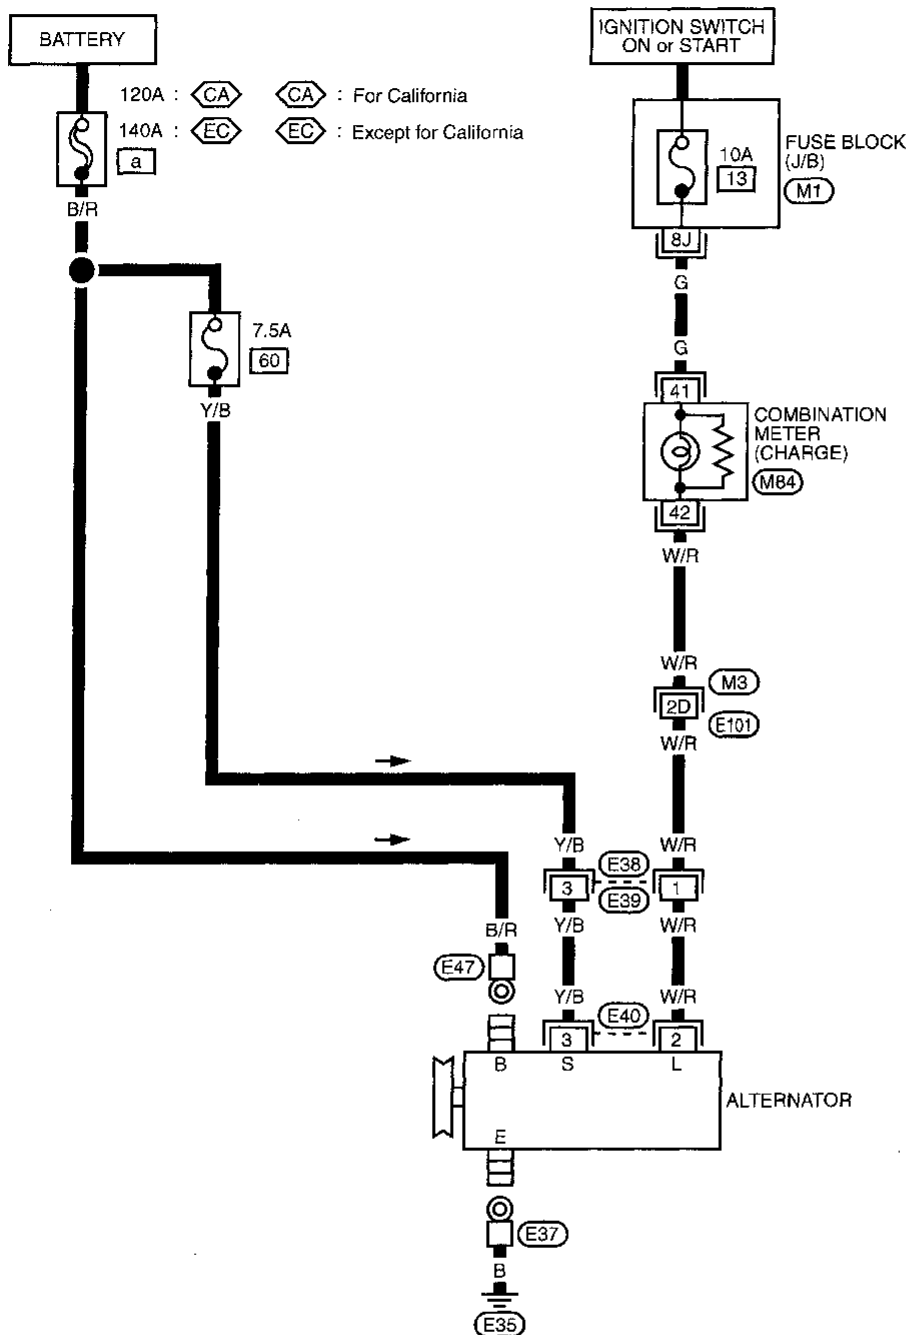 BATTERY
IGNITION SWITCH
ON or START
120A : CA CA : For California
140A : EC EC : Except for California
a
B/R
10A
13
FUSE BLOCK
(J/B)
M1
8J
G
7.5A
60
Y/B
G
41
COMBINATION
METER
(CHARGE)
M84
42
W/R
W/R
M3
2D
E101
W/R
Y/B
W/R
E38
3
1
E39
B/R
Y/B
W/R
E47
Y/B
W/R
E40
3
2
B
S
L
ALTERNATOR
E
E37
B
E35